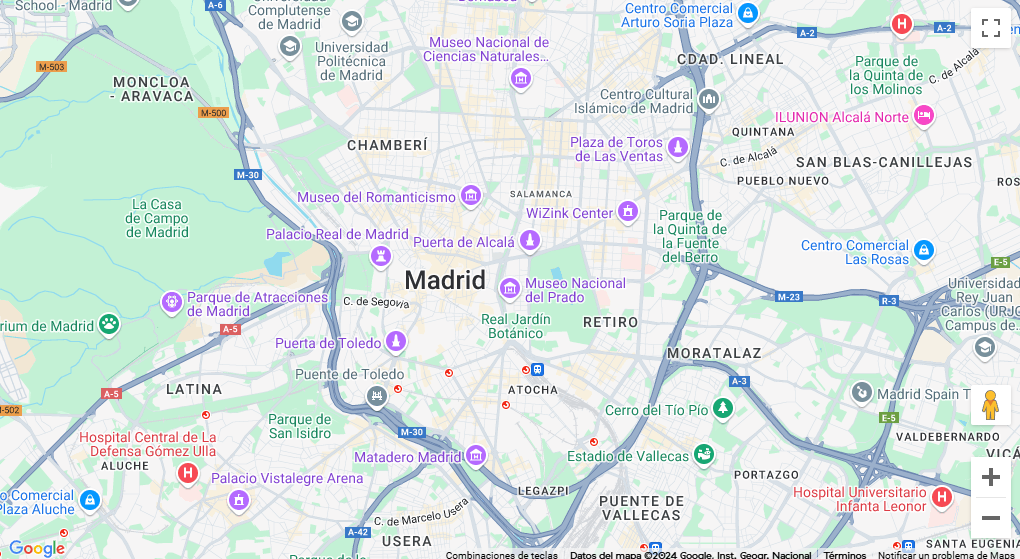 School - Madrid
A-6
Universidad
Complutense
de Madrid
Universidad
Politécnica
de Madrid
Museo Nacional de
Ciencias Naturales...
Centro Comercial
Arturo Soria Plaza
A-2
A-2
M-503
MONCLOA
- ARAVACA
M-500
CDAD. LINEAL
Parque de
la Quinta de
los Molinos
C. de Alcalá
Centro Cultural
Islámico de Madrid
ILUNION Alcalá Norte
QUINTANA
CHAMBERÍ
Plaza de Toros
de Las Ventas
C. de Alcalá
SAN BLAS-CANILLEJAS
M-30
PUEBLO NUEVO
ROS
Museo del Romanticismo
SALAMANCA
La Casa
de Campo
de Madrid
WiZink Center
Parque de
la Quinta de
la Fuente
del Berro
Palacio Real de Madrid
Puerta de Alcalá
Centro Comercial
Las Rosas
E-5
Madrid
Museo Nacional
del Prado
Universidad
Rey Juan
Carlos (URJC)
Campus de...
Parque de Atracciones
de Madrid
C. de Segovia
M-23
R-3
Real Jardín
Botánico
RETIRO
rium de Madrid
A-5
Puerta de Toledo
MORATALAZ
Puente de Toledo
A-3
LATINA
A-5
ATOCHA
Madrid Spain T
M-502
Cerro del Tío Pío
E-5
Parque de
San Isidro
M-30
VALDEBERNARDO
Hospital Central de La
Defensa Gómez Ulla
ALUCHE
Matadero Madrid
Estadio de Vallecas
VICÁ
Palacio Vistalegre Arena
PORTAZGO
LEGAZPI
o Comercial
Plaza Aluche
PUENTE DE
VALLECAS
Hospital Universitario
Infanta Leonor
C. de Marcelo Usera
A-42
USERA
SANTA EUGENIA
Google
Combinaciones de teclas
Datos del mapa ©2024 Google, Inst. Geogr. Nacional
Términos
Notificar un problema de Maps